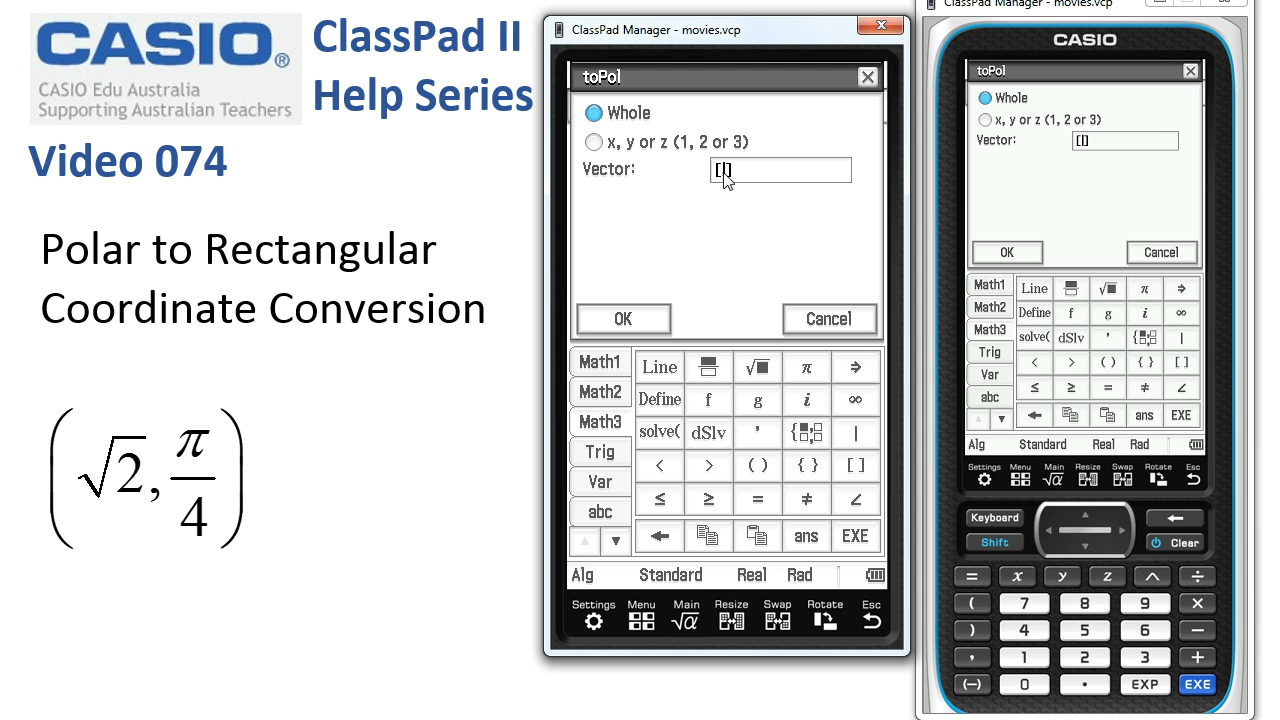 CASIO®
CASIO Edu Australia
Supporting Australian Teachers
ClassPad II
Help Series
Video 074
Polar to Rectangular
Coordinate Conversion
(√2, π/4)
ClassPad Manager - movies.vcp
toPol
Whole
x, y or z (1, 2 or 3)
Vector: []
OK Cancel
Math1 Line √■ π ⇒
Math2 Define f g i ∞
Math3 solve( dSlv ' |
Trig < > ( ) { } [ ]
Var ≤ ≥ = ≠ ∠
abc ← ans EXE
▲ ▼
Alg Standard Real Rad
Settings Menu Main Resize Swap Rotate Esc
√α
ClassPad Manager - movies.vcp
CASIO
toPol
Whole
x, y or z (1, 2 or 3)
Vector: []
OK Cancel
Math1 Line √■ π ⇒
Math2 Define f g i ∞
Math3 solve( dSlv ' |
Trig < > ( ) { } [ ]
Var ≤ ≥ = ≠ ∠
abc ← ans EXE
▲ ▼
Alg Standard Real Rad
Settings Menu Main Resize Swap Rotate Esc
√α
Keyboard ←
Shift Clear
= x y z ^ ÷
( 7 8 9 ×
) 4 5 6 −
, 1 2 3 +
(−) 0 • EXP EXE